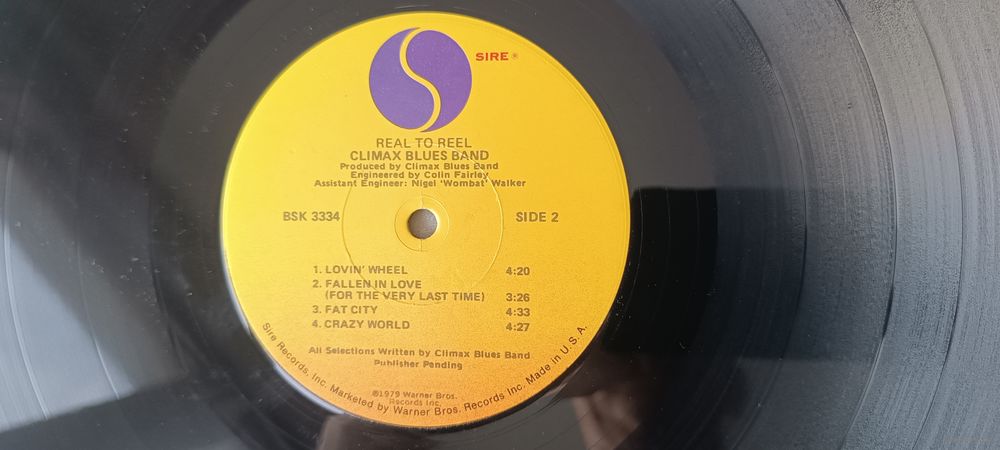 SIRE®
REAL TO REEL
CLIMAX BLUES BAND
Produced by Climax Blues Band
Engineered by Colin Fairley
Assistant Engineer: Nigel 'Wombat' Walker
BSK 3334
SIDE 2
1. LOVIN' WHEEL 4:20
2. FALLEN IN LOVE
(FOR THE VERY LAST TIME) 3:26
3. FAT CITY 4:33
4. CRAZY WORLD 4:27
All Selections Written by Climax Blues Band
Publisher Pending
℗1979 Warner Bros.
Records Inc.
Sire Records, Inc. Marketed by Warner Bros. Records Inc. Made in U.S.A.